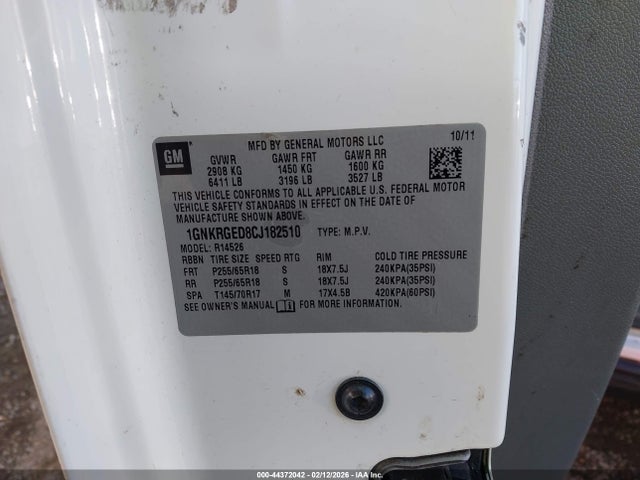 GM
MFD BY GENERAL MOTORS LLC 10/11
GVWR GAWR FRT GAWR RR
2908 KG 1450 KG 1600 KG
6411 LB 3196 LB 3527 LB
THIS VEHICLE CONFORMS TO ALL APPLICABLE U.S. FEDERAL MOTOR
VEHICLE SAFETY STANDARDS IN EFFECT ON THE DATE OF
MANUFACTURE SHOWN ABOVE.
1GNKRGED8CJ182510 TYPE: M.P.V.
MODEL: R14526
RBBN TIRE SIZE SPEED RTG RIM COLD TIRE PRESSURE
FRT P255/65R18 S 18X7.5J 240KPA(35PSI)
RR P255/65R18 S 18X7.5J 240KPA(35PSI)
SPA T145/70R17 M 17X4.5B 420KPA(60PSI)
SEE OWNER'S MANUAL FOR MORE INFORMATION.
000-44372042 - 02/12/2026 - IAA Inc.